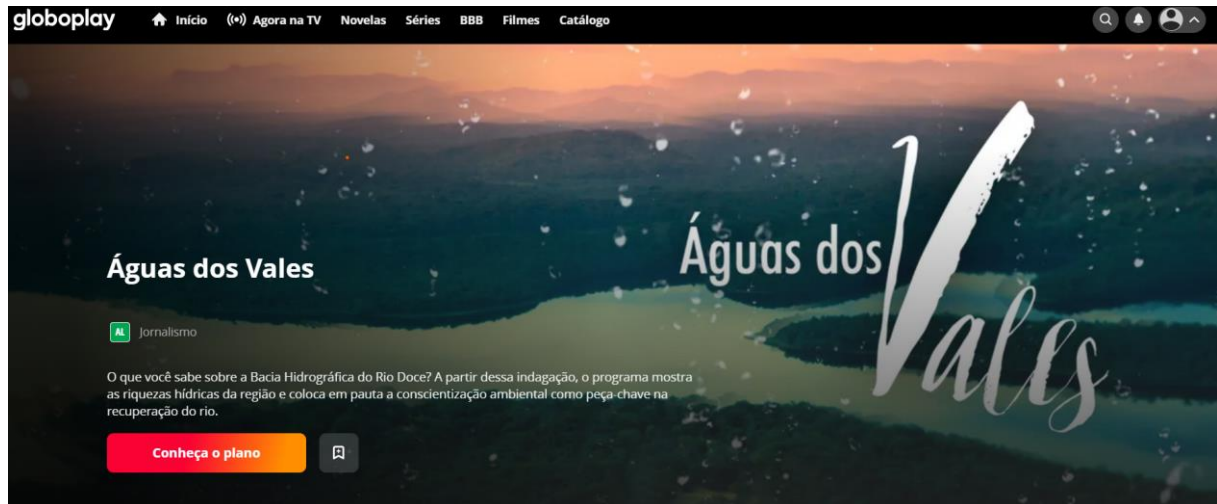 globoplay Início Agora na TV Novelas Séries BBB Filmes Catálogo
Águas dos Vales
Águas dos Vales
AL Jornalismo
O que você sabe sobre a Bacia Hidrográfica do Rio Doce? A partir dessa indagação, o programa mostra
as riquezas hídricas da região e coloca em pauta a conscientização ambiental como peça-chave na
recuperação do rio.
Conheça o plano